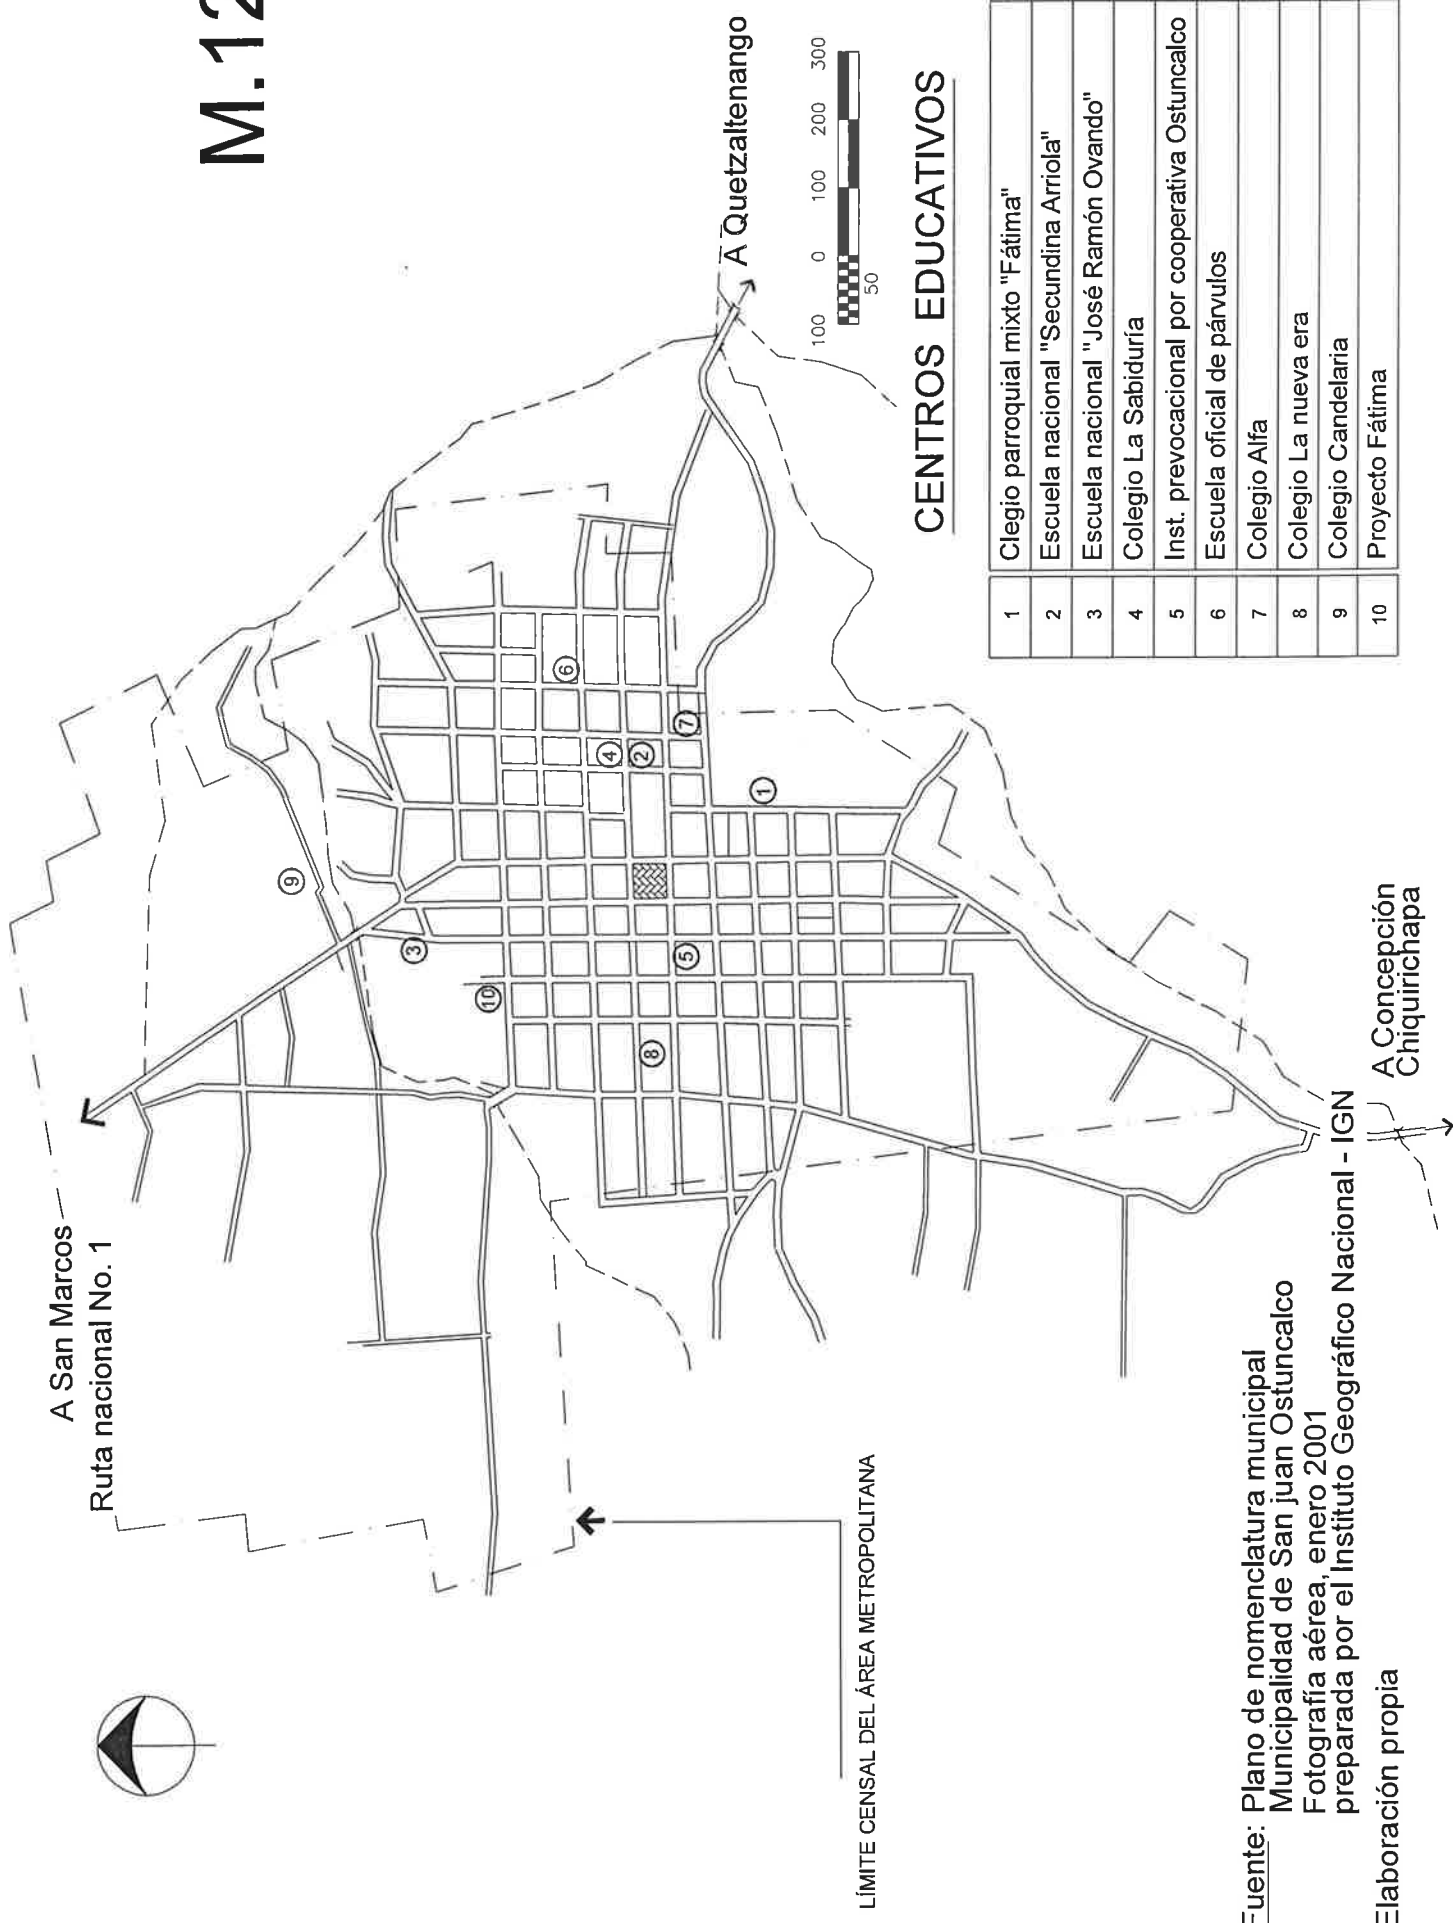 M.12
A San Marcos
Ruta nacional No. 1
A Quetzaltenango
100 0 100 200 300
50
CENTROS EDUCATIVOS
1 Clegio parroquial mixto "Fátima"
2 Escuela nacional "Secundina Arriola"
3 Escuela nacional "José Ramón Ovando"
4 Colegio La Sabiduría
5 Inst. prevocacional por cooperativa Ostuncalco
6 Escuela oficial de párvulos
7 Colegio Alfa
8 Colegio La nueva era
9 Colegio Candelaria
10 Proyecto Fátima
9
3
10
6
4
2
7
1
5
8
LÍMITE CENSAL DEL ÁREA METROPOLITANA
A Concepción
Chiquirichapa
Fuente: Plano de nomenclatura municipal
Municipalidad de San juan Ostuncalco
Fotografía aérea, enero 2001
preparada por el Instituto Geográfico Nacional - IGN
Elaboración propia